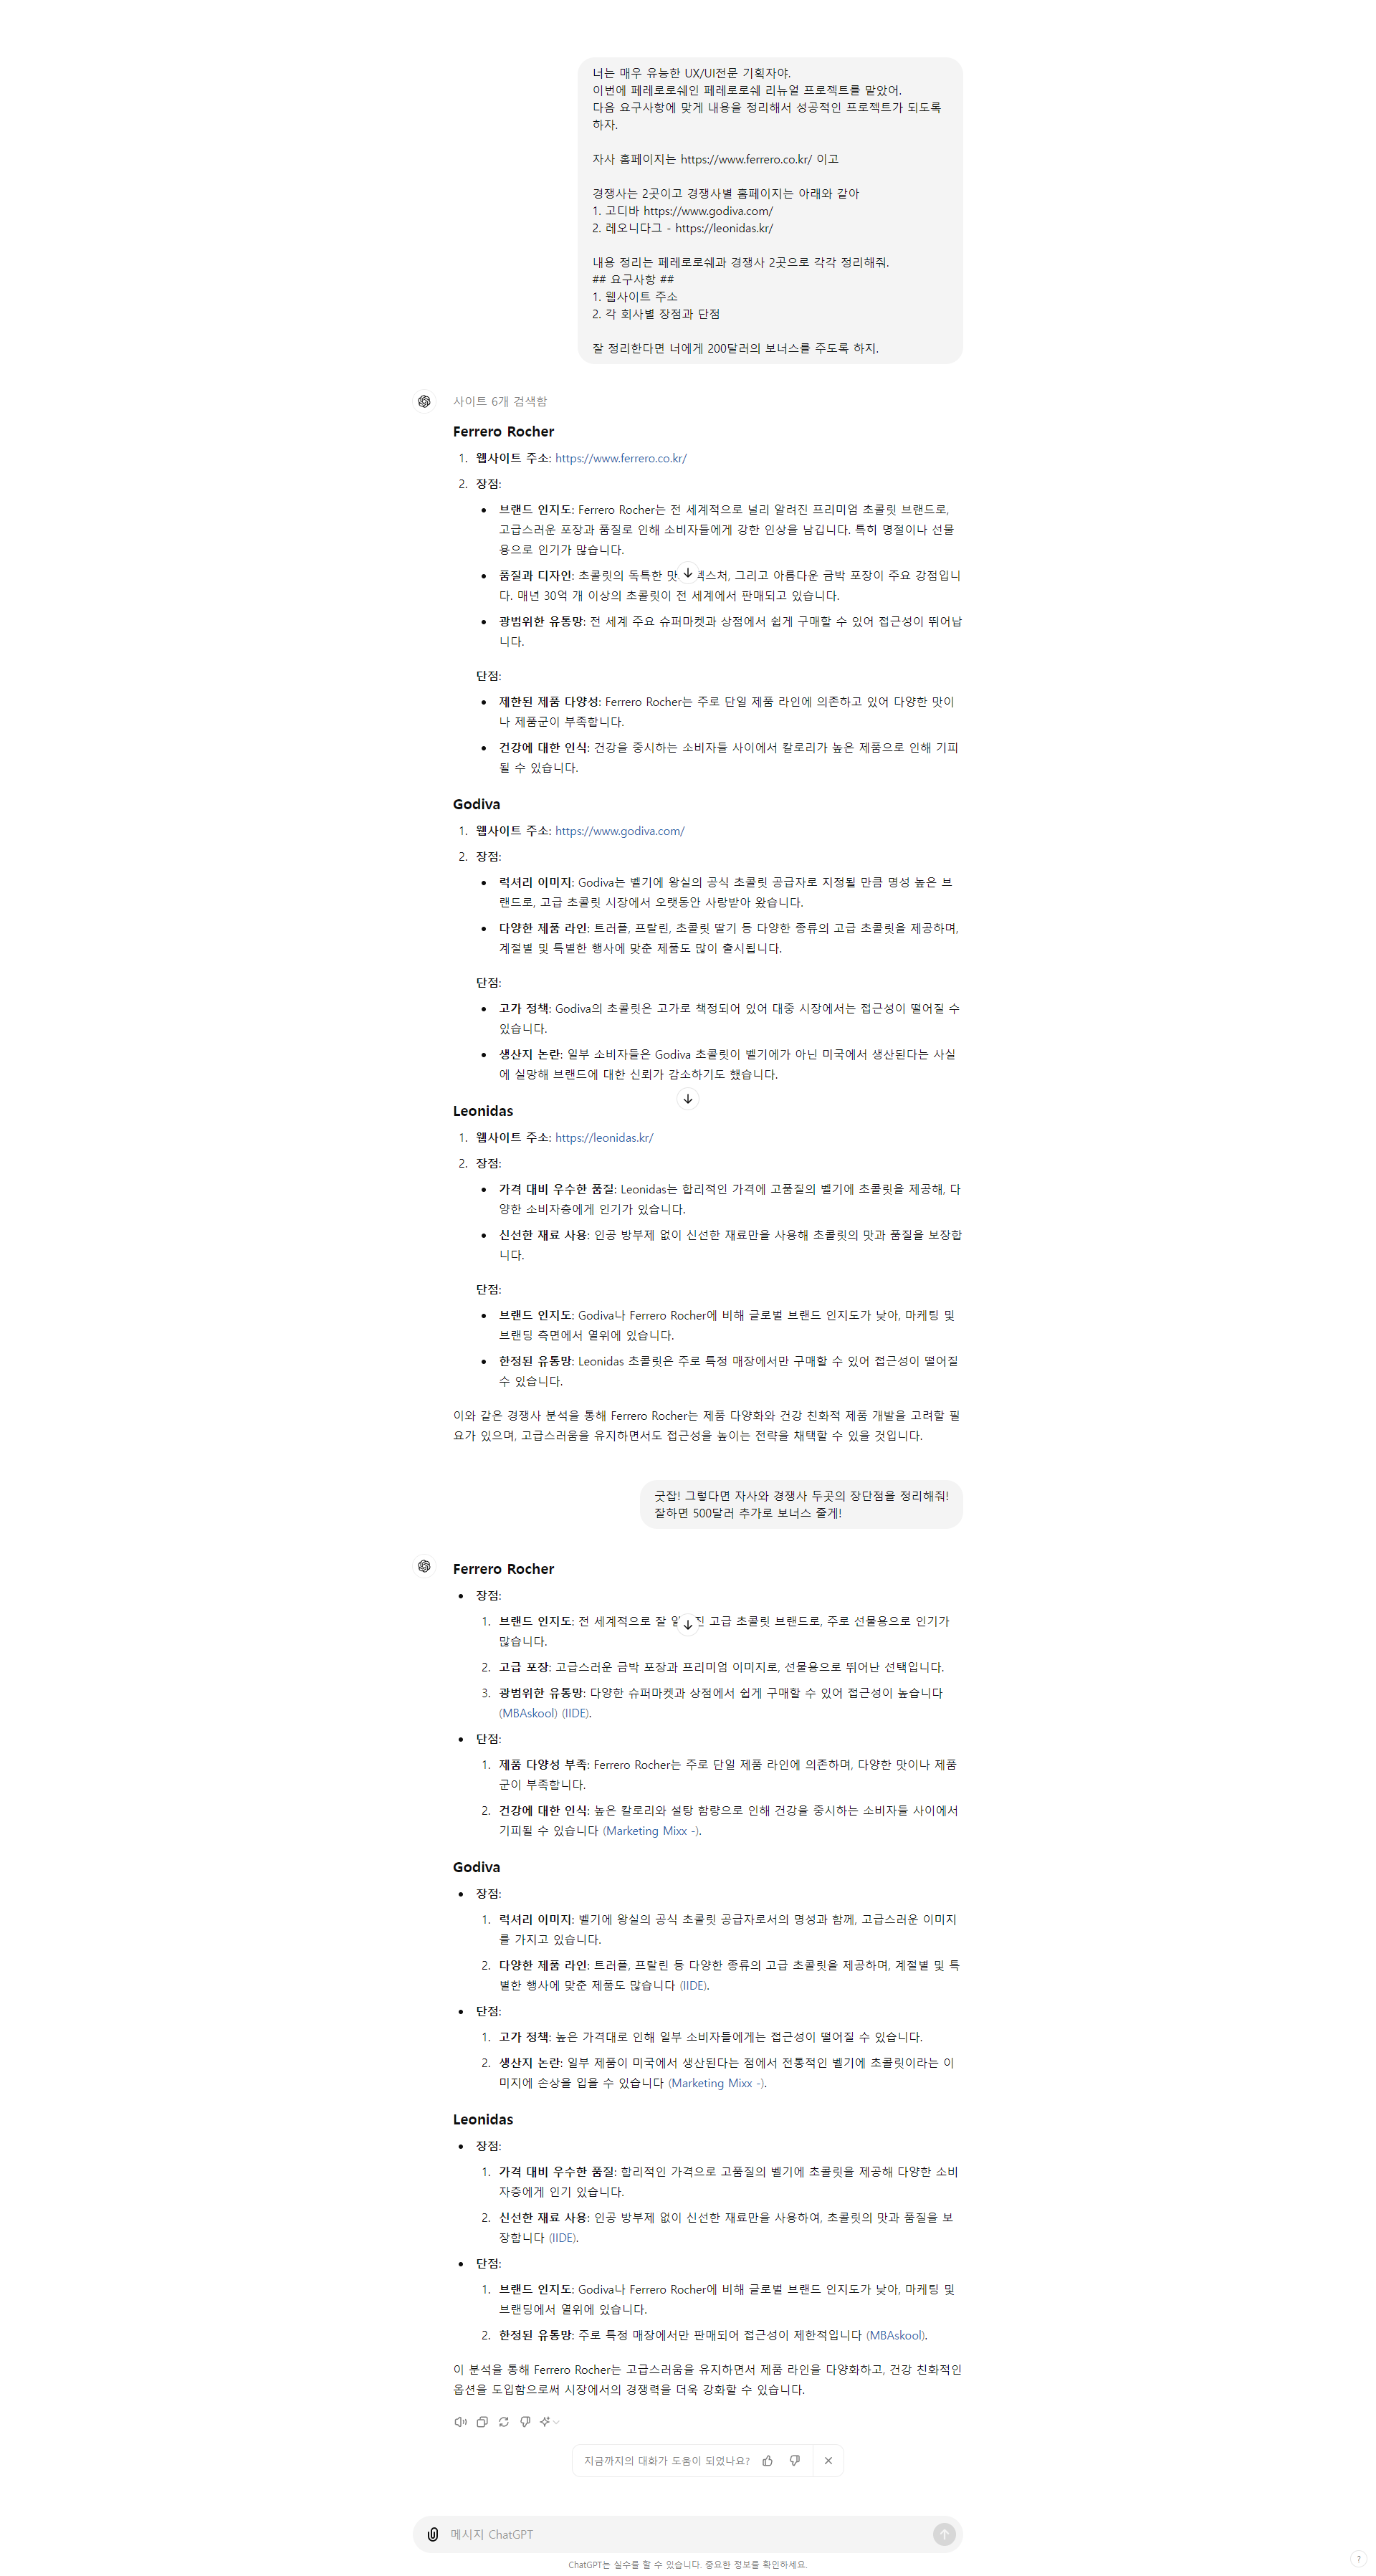 너는 매우 유능한 UX/UI전문 기획자야.
이번에 페레로로쉐인 페레로로쉐 리뉴얼 프로젝트를 맡았어.
다음 요구사항에 맞게 내용을 정리해서 성공적인 프로젝트가 되도록
하자.
자사 홈페이지는 https://www.ferrero.co.kr/ 이고
경쟁사는 2곳이고 경쟁사별 홈페이지는 아래와 같아
1. 고디바 https://www.godiva.com/
2. 레오니다그 - https://leonidas.kr/
내용 정리는 페레로로쉐과 경쟁사 2곳으로 각각 정리해줘.
## 요구사항 ##
1. 웹사이트 주소
2. 각 회사별 장점과 단점
잘 정리한다면 너에게 200달러의 보너스를 주도록 하지.
사이트 6개 검색함
Ferrero Rocher
1. 웹사이트 주소: https://www.ferrero.co.kr/
2. 장점:
• 브랜드 인지도: Ferrero Rocher는 전 세계적으로 널리 알려진 프리미엄 초콜릿 브랜드로,
고급스러운 포장과 품질로 인해 소비자들에게 강한 인상을 남깁니다. 특히 명절이나 선물
용으로 인기가 많습니다.
• 품질과 디자인: 초콜릿의 독특한 맛 텍스처, 그리고 아름다운 금박 포장이 주요 강점입니
다. 매년 30억 개 이상의 초콜릿이 전 세계에서 판매되고 있습니다.
• 광범위한 유통망: 전 세계 주요 슈퍼마켓과 상점에서 쉽게 구매할 수 있어 접근성이 뛰어납
니다.
단점:
• 제한된 제품 다양성: Ferrero Rocher는 주로 단일 제품 라인에 의존하고 있어 다양한 맛이
나 제품군이 부족합니다.
• 건강에 대한 인식: 건강을 중시하는 소비자들 사이에서 칼로리가 높은 제품으로 인해 기피
될 수 있습니다.
Godiva
1. 웹사이트 주소: https://www.godiva.com/
2. 장점:
• 럭셔리 이미지: Godiva는 벨기에 왕실의 공식 초콜릿 공급자로 지정될 만큼 명성 높은 브
랜드로, 고급 초콜릿 시장에서 오랫동안 사랑받아 왔습니다.
• 다양한 제품 라인: 트러플, 프랄린, 초콜릿 딸기 등 다양한 종류의 고급 초콜릿을 제공하며,
계절별 및 특별한 행사에 맞춘 제품도 많이 출시됩니다.
단점:
• 고가 정책: Godiva의 초콜릿은 고가로 책정되어 있어 대중 시장에서는 접근성이 떨어질 수
있습니다.
• 생산지 논란: 일부 소비자들은 Godiva 초콜릿이 벨기에가 아닌 미국에서 생산된다는 사실
에 실망해 브랜드에 대한 신뢰가 감소하기도 했습니다.
Leonidas
1. 웹사이트 주소: https://leonidas.kr/
2. 장점:
• 가격 대비 우수한 품질: Leonidas는 합리적인 가격에 고품질의 벨기에 초콜릿을 제공해, 다
양한 소비자층에게 인기가 있습니다.
• 신선한 재료 사용: 인공 방부제 없이 신선한 재료만을 사용해 초콜릿의 맛과 품질을 보장합
니다.
단점:
• 브랜드 인지도: Godiva나 Ferrero Rocher에 비해 글로벌 브랜드 인지도가 낮아, 마케팅 및
브랜딩 측면에서 열위에 있습니다.
• 한정된 유통망: Leonidas 초콜릿은 주로 특정 매장에서만 구매할 수 있어 접근성이 떨어질
수 있습니다.
이와 같은 경쟁사 분석을 통해 Ferrero Rocher는 제품 다양화와 건강 친화적 제품 개발을 고려할 필
요가 있으며, 고급스러움을 유지하면서도 접근성을 높이는 전략을 채택할 수 있을 것입니다.
굿잡! 그렇다면 자사와 경쟁사 두곳의 장단점을 정리해줘!
잘하면 500달러 추가로 보너스 줄게!
Ferrero Rocher
• 장점:
1. 브랜드 인지도: 전 세계적으로 잘 알 진 고급 초콜릿 브랜드로, 주로 선물용으로 인기가
많습니다.
2. 고급 포장: 고급스러운 금박 포장과 프리미엄 이미지로, 선물용으로 뛰어난 선택입니다.
3. 광범위한 유통망: 다양한 슈퍼마켓과 상점에서 쉽게 구매할 수 있어 접근성이 높습니다
(MBAskool) (IIDE).
• 단점:
1. 제품 다양성 부족: Ferrero Rocher는 주로 단일 제품 라인에 의존하며, 다양한 맛이나 제품
군이 부족합니다.
2. 건강에 대한 인식: 높은 칼로리와 설탕 함량으로 인해 건강을 중시하는 소비자들 사이에서
기피될 수 있습니다 (Marketing Mixx -).
Godiva
• 장점:
1. 럭셔리 이미지: 벨기에 왕실의 공식 초콜릿 공급자로서의 명성과 함께, 고급스러운 이미지
를 가지고 있습니다.
2. 다양한 제품 라인: 트러플, 프랄린 등 다양한 종류의 고급 초콜릿을 제공하며, 계절별 및 특
별한 행사에 맞춘 제품도 많습니다 (IIDE).
• 단점:
1. 고가 정책: 높은 가격대로 인해 일부 소비자들에게는 접근성이 떨어질 수 있습니다.
2. 생산지 논란: 일부 제품이 미국에서 생산된다는 점에서 전통적인 벨기에 초콜릿이라는 이
미지에 손상을 입을 수 있습니다 (Marketing Mixx -).
Leonidas
• 장점:
1. 가격 대비 우수한 품질: 합리적인 가격으로 고품질의 벨기에 초콜릿을 제공해 다양한 소비
자층에게 인기 있습니다.
2. 신선한 재료 사용: 인공 방부제 없이 신선한 재료만을 사용하여, 초콜릿의 맛과 품질을 보
장합니다 (IIDE).
• 단점:
1. 브랜드 인지도: Godiva나 Ferrero Rocher에 비해 글로벌 브랜드 인지도가 낮아, 마케팅 및
브랜딩에서 열위에 있습니다.
2. 한정된 유통망: 주로 특정 매장에서만 판매되어 접근성이 제한적입니다 (MBAskool).
이 분석을 통해 Ferrero Rocher는 고급스러움을 유지하면서 제품 라인을 다양화하고, 건강 친화적인
옵션을 도입함으로써 시장에서의 경쟁력을 더욱 강화할 수 있습니다.
지금까지의 대화가 도움이 되었나요?
메시지 ChatGPT
ChatGPT는 실수를 할 수 있습니다. 중요한 정보를 확인하세요.
?